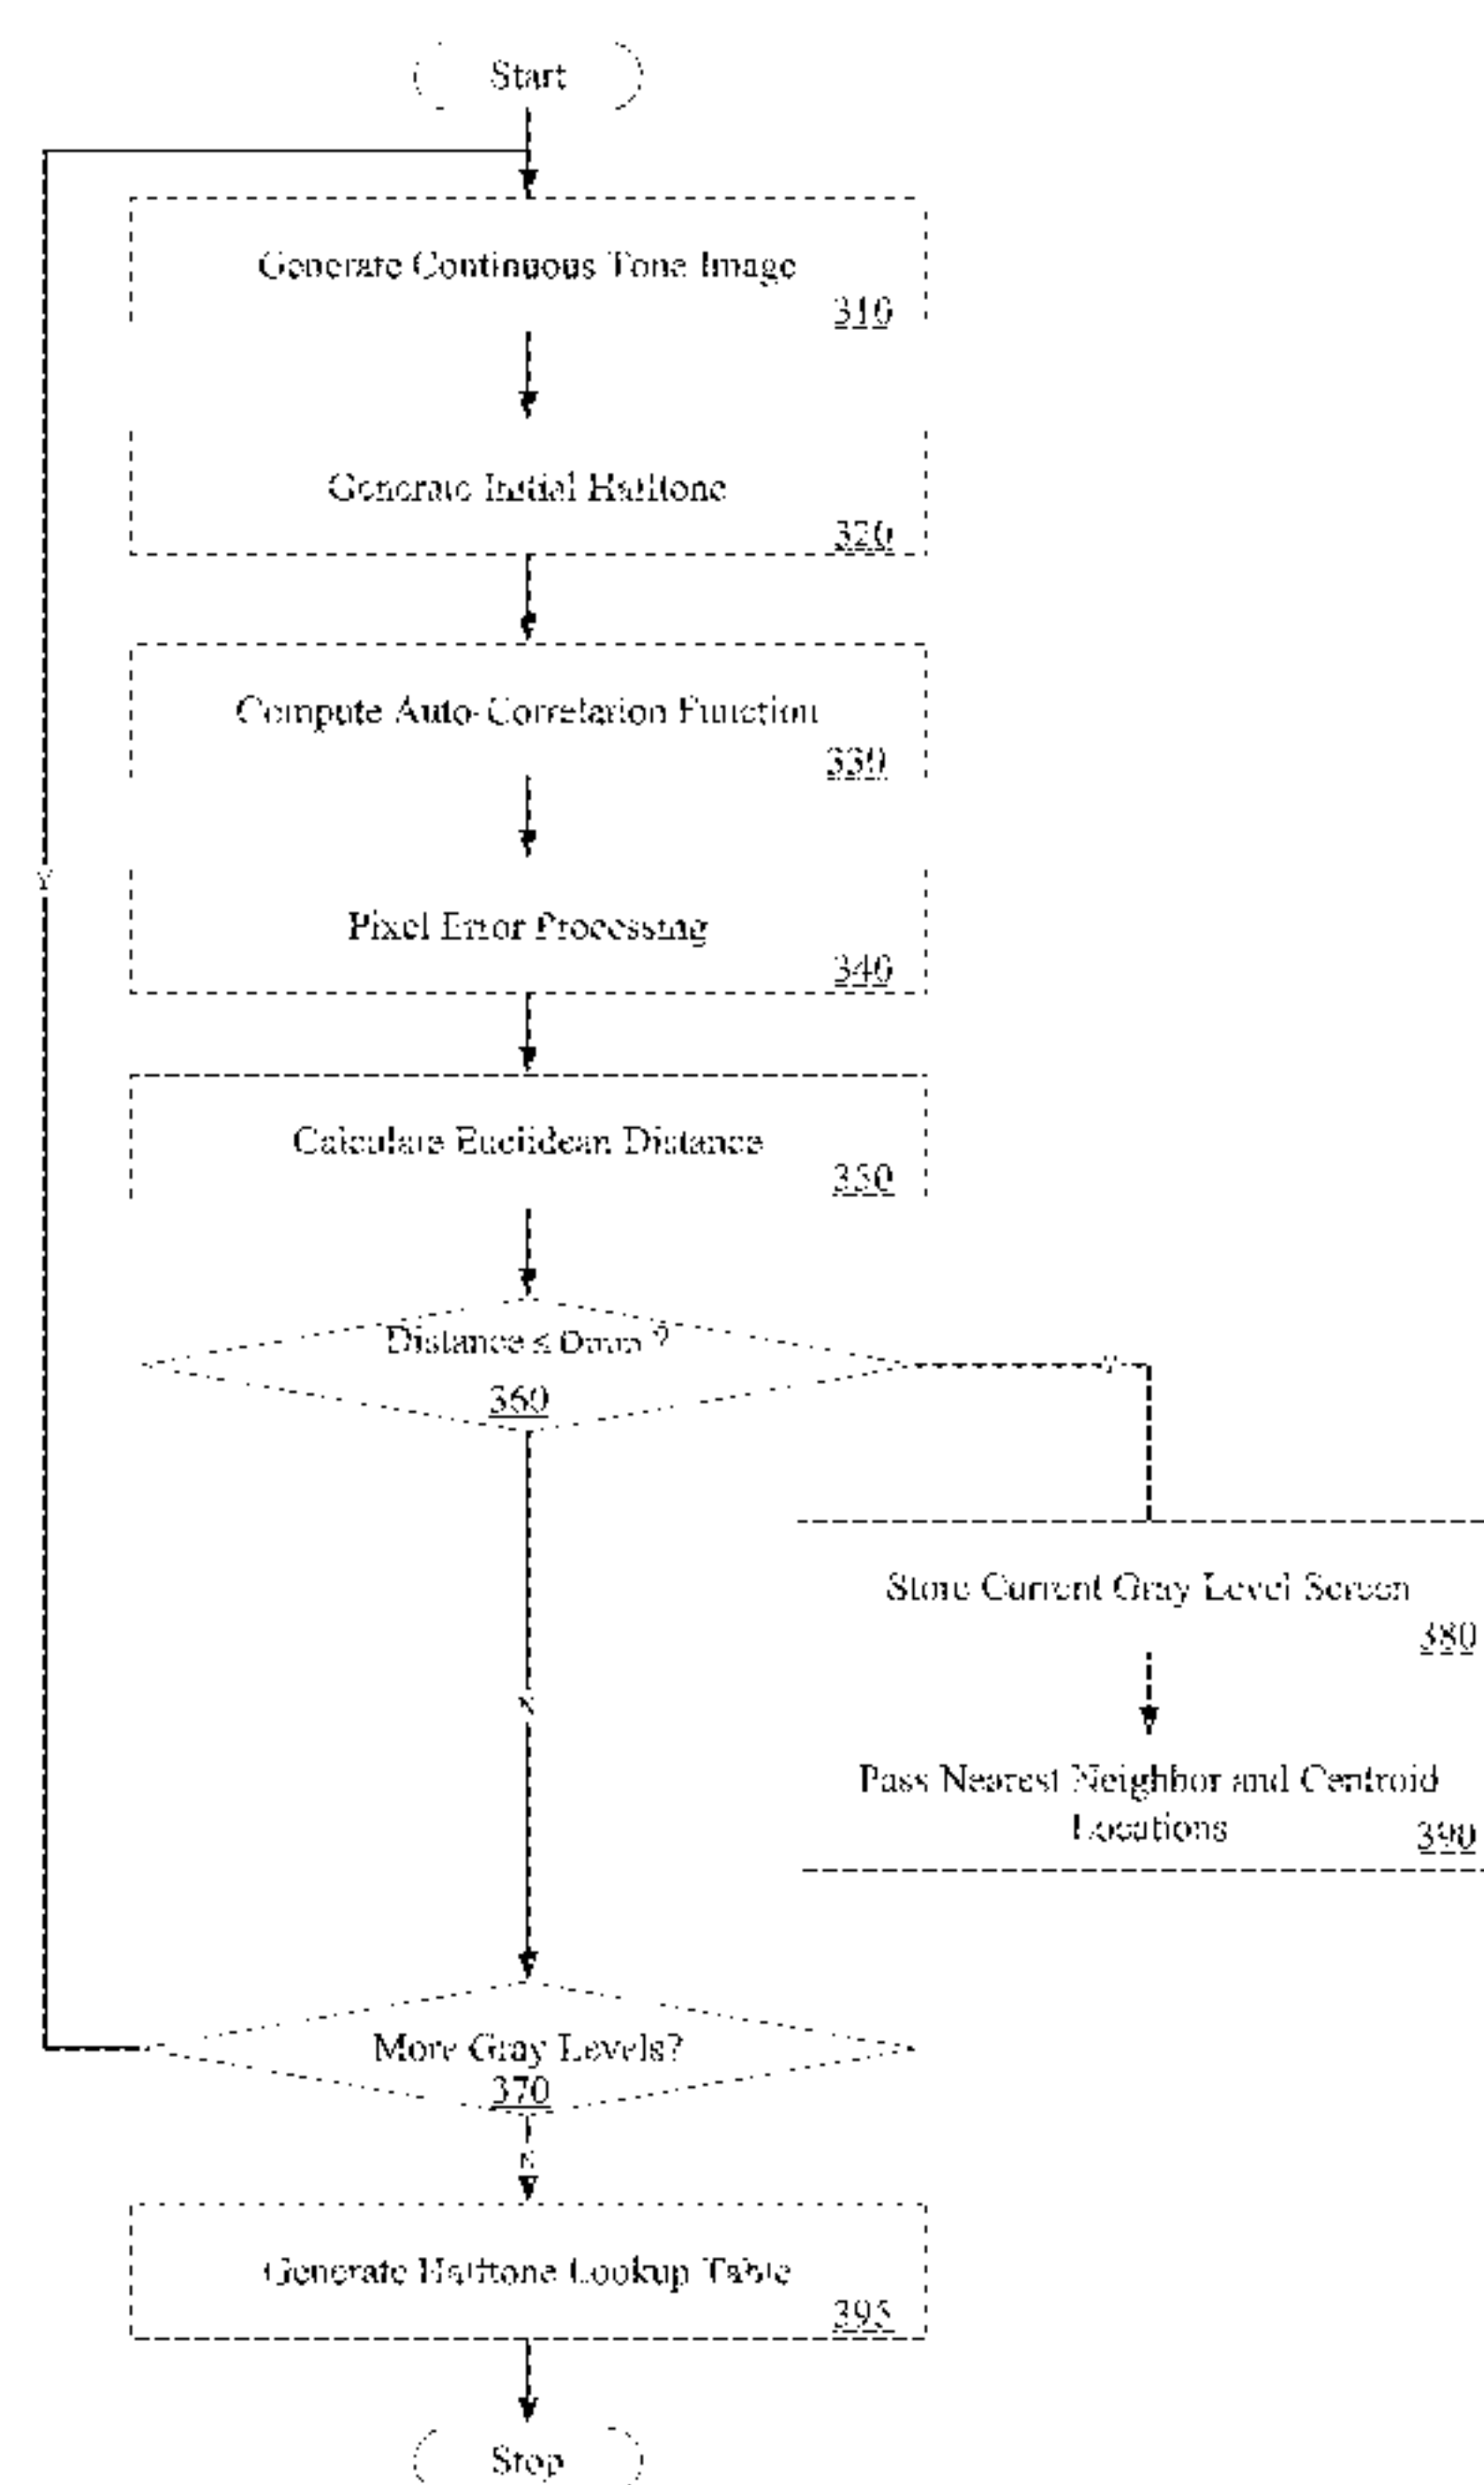 Start
Generate Continuous Tone Image
310
Generate Initial Halftone
320
Compute Auto-Correlation Function
330
Y
Pixel Error Processing
340
Calculate Euclidean Distance
350
Distance ≤ ?
360
Y
Store Current Gray Level Screen
380
N
Pass Nearest Neighbor and Centroid
Locations
390
More Gray Levels?
370
N
Generate Halftone Lookup Table
395
Stop